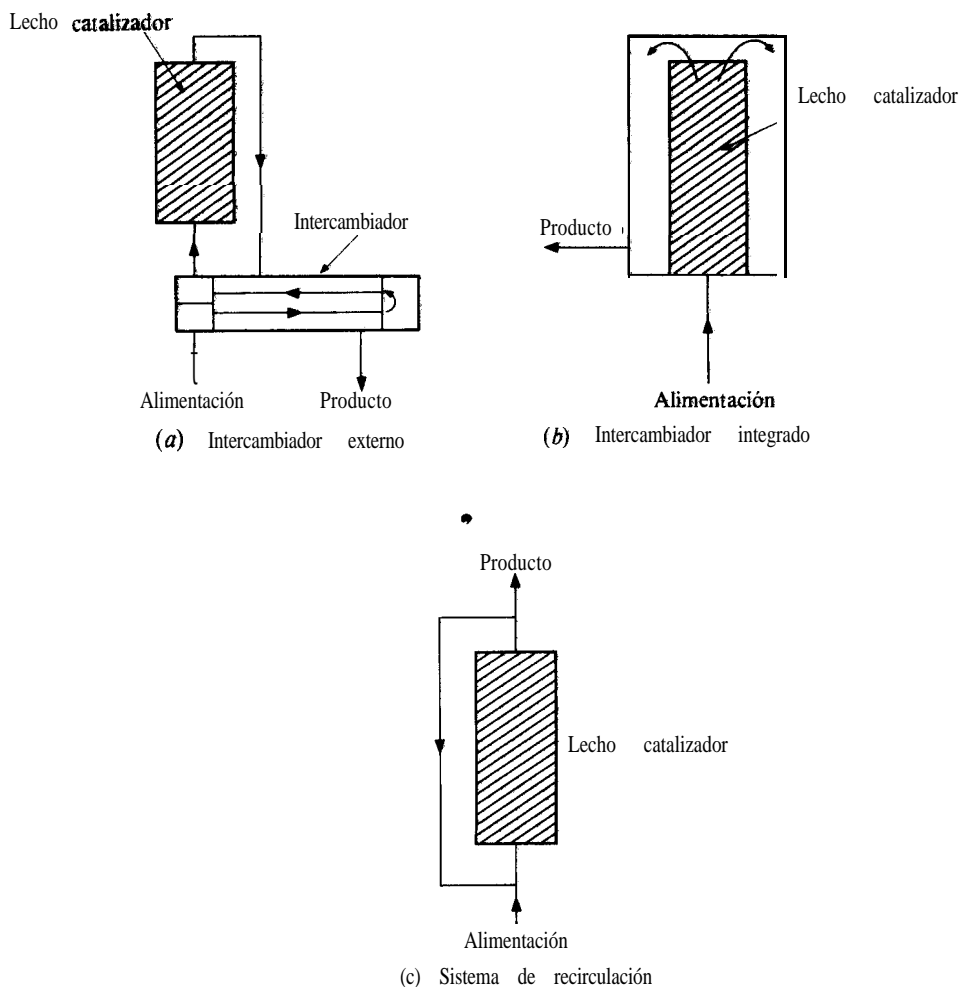 Lecho catalizador
Lecho catalizador
Intercambiador
Producto
Alimentación
Producto
Alimentación
(a) Intercambiador externo
(b) Intercambiador integrado
Producto
Lecho catalizador
Alimentación
(c) Sistema de recirculación